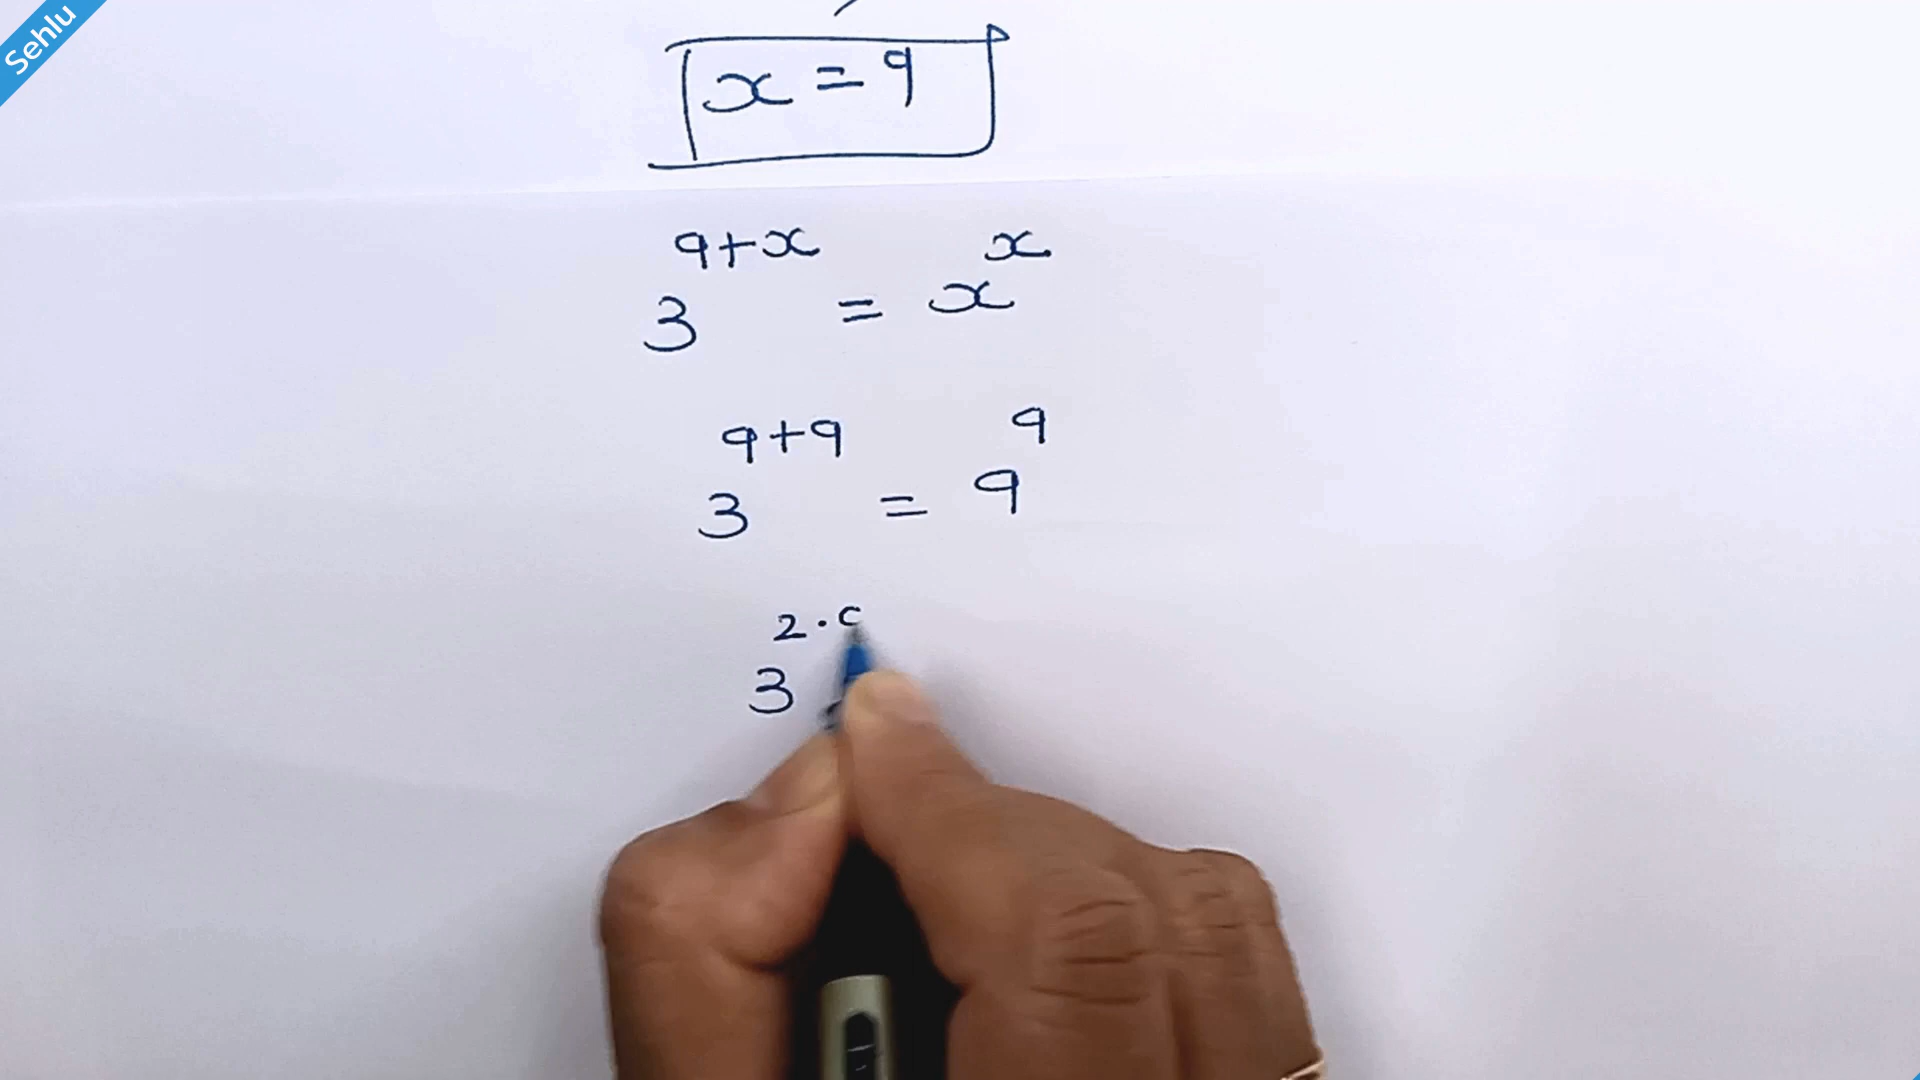 Sehlu
x = 9
3^{9+x} = x^x
3^{9+9} = 9^9
3^{2·